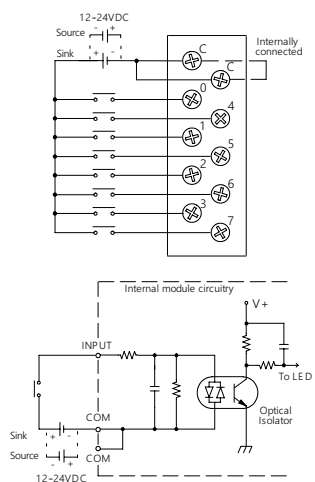 12-24VDC
Source - +
Sink + -
C
Internally
connected
C
0
4
1
5
2
6
3
7
Internal module circuitry
V+
INPUT
To LED
Optical
Isolator
COM
Sink + -
COM
Source - +
12-24VDC